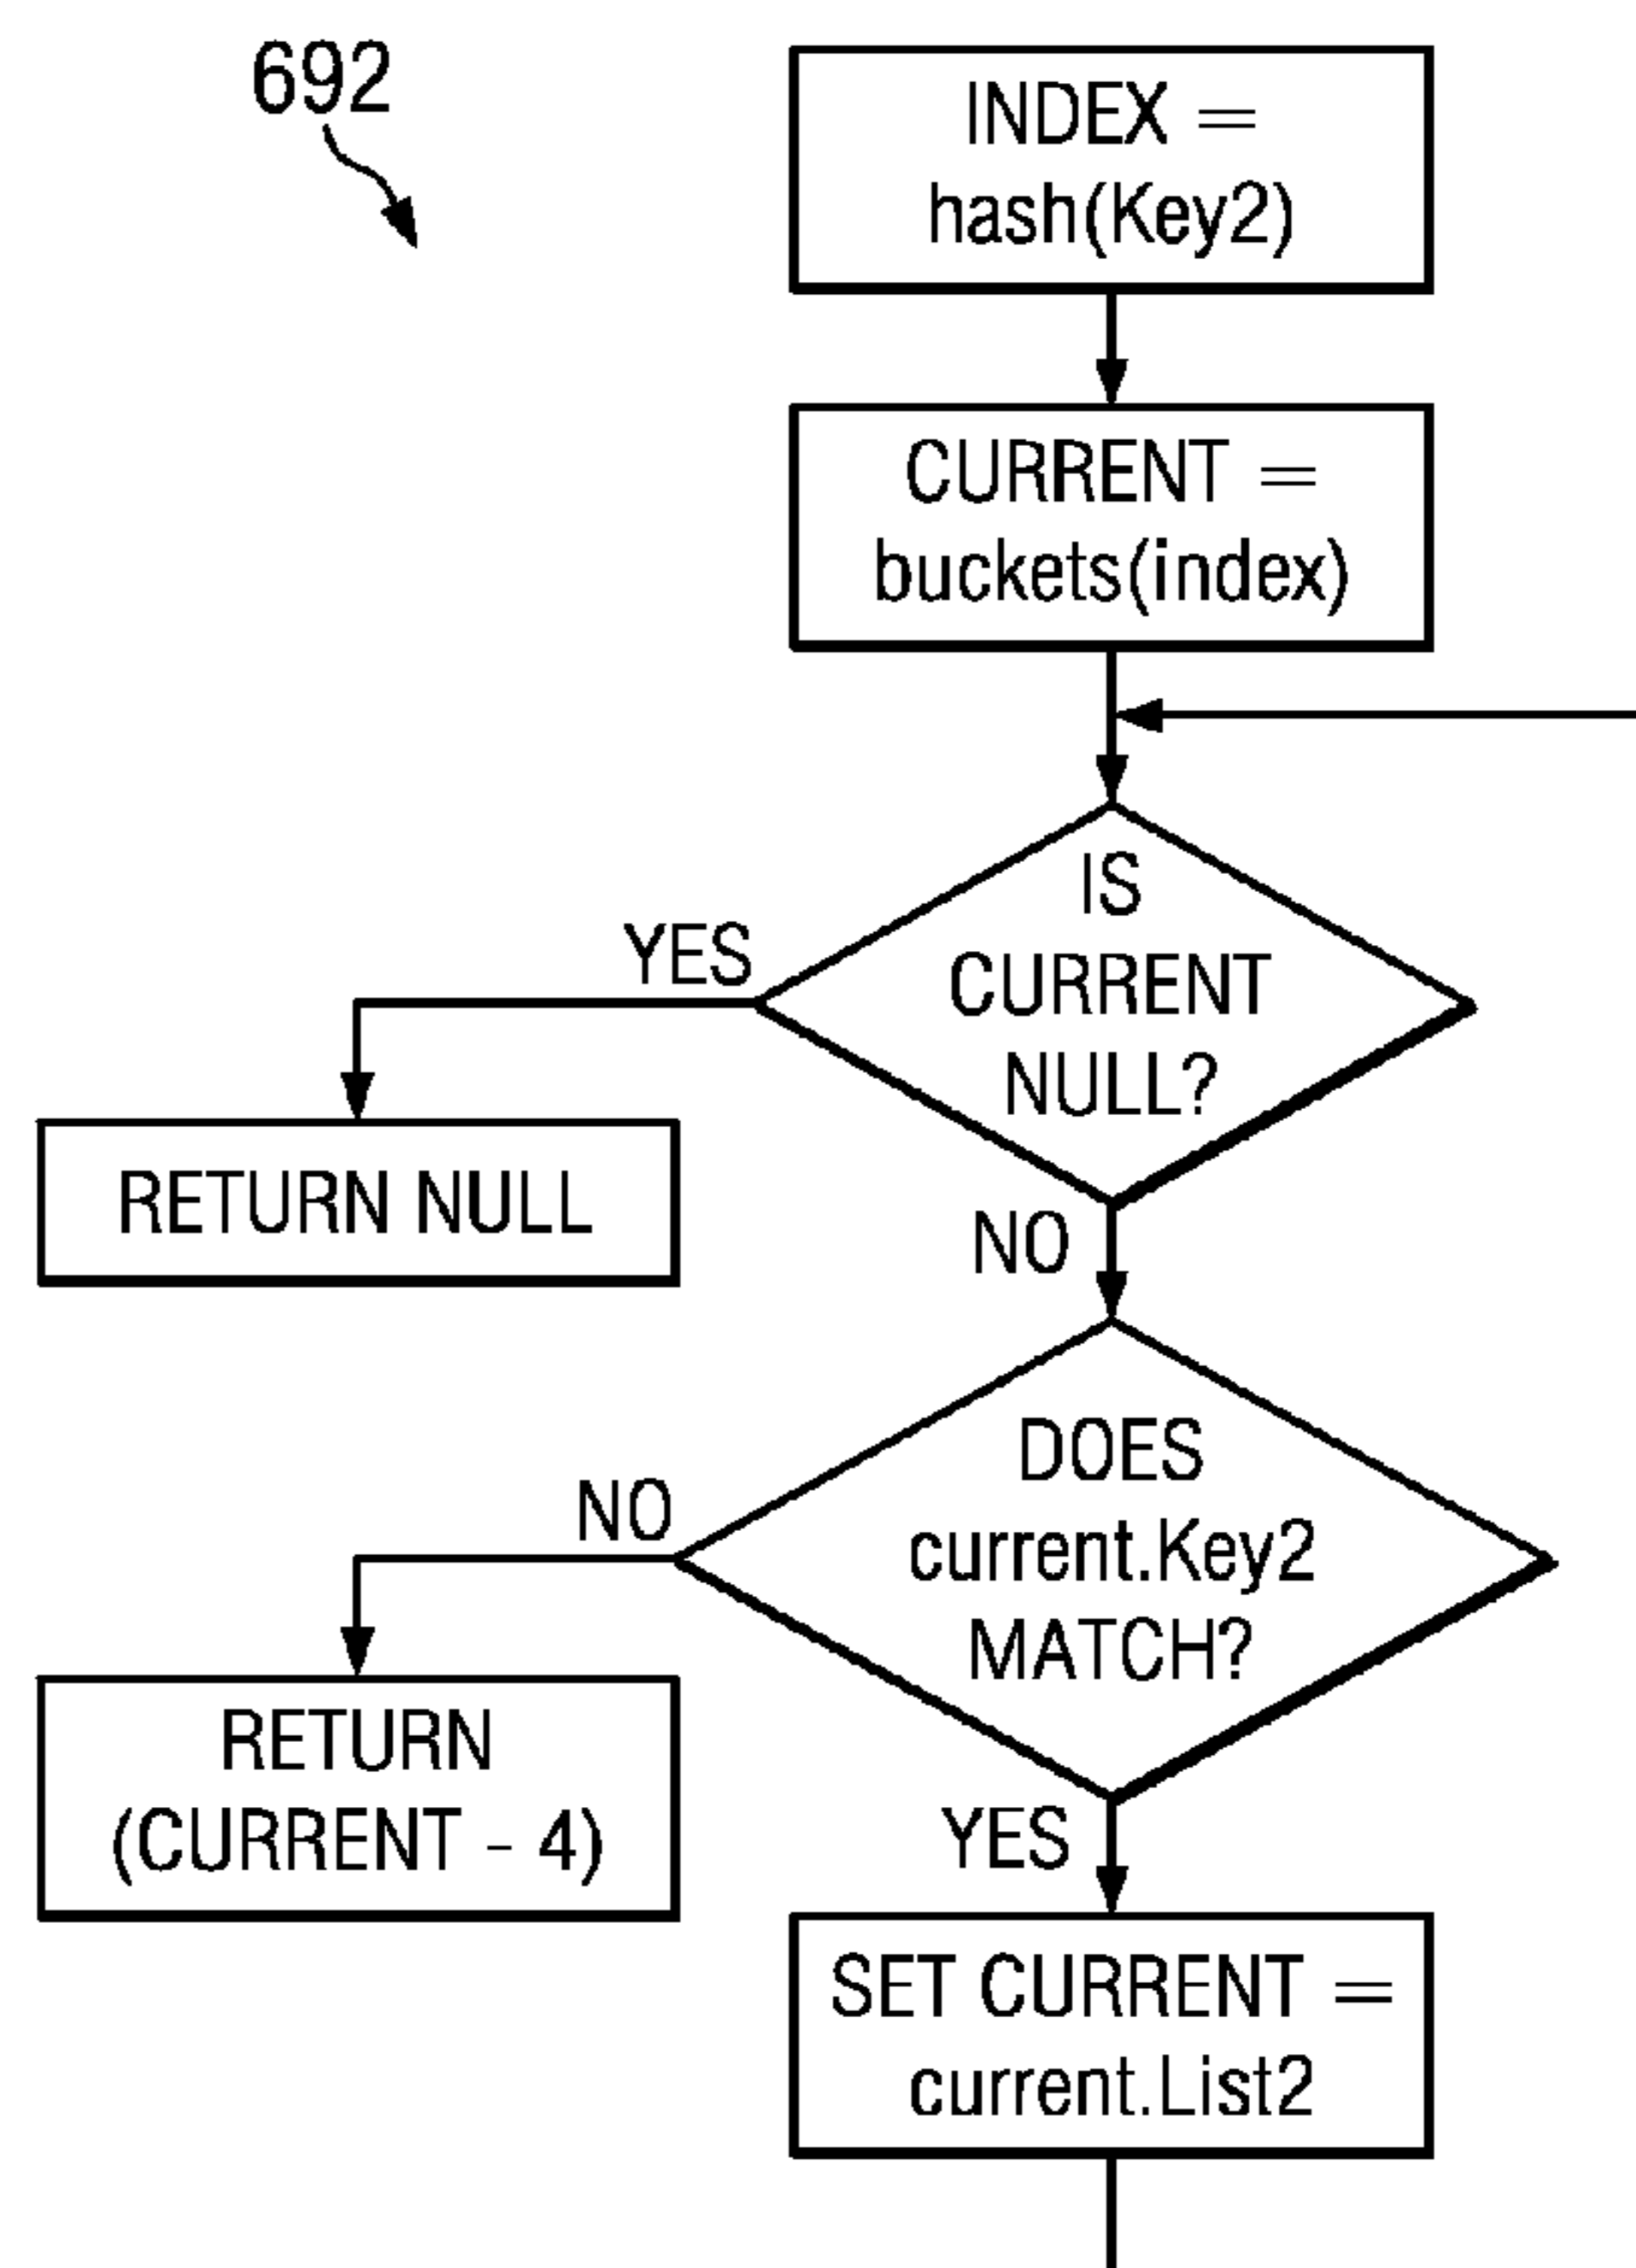 692
INDEX =
hash(Key2)
CURRENT =
buckets(index)
IS
CURRENT
NULL?
YES
RETURN NULL
NO
DOES
current.Key2
MATCH?
NO
RETURN
(CURRENT - 4)
YES
SET CURRENT =
current.List2